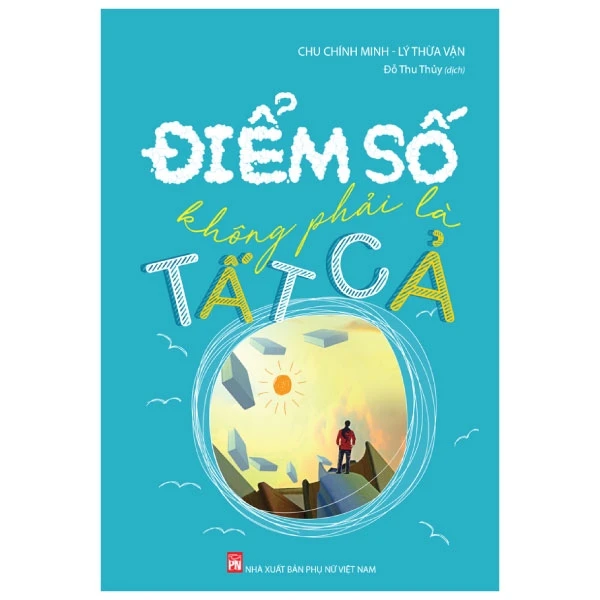 CHU CHÍNH MINH - LÝ THỪA VẬN
Đỗ Thu Thủy (dịch)
ĐIỂM SỐ
không phải là
TẤT CẢ
PN
NHÀ XUẤT BẢN PHỤ NỮ VIỆT NAM